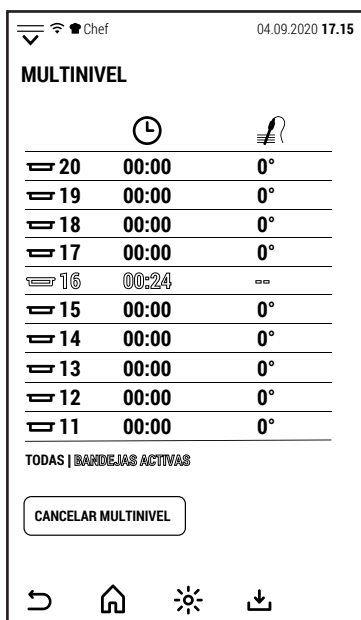 Chef 04.09.2020 17.15
MULTINIVEL
20 00:00 0°
19 00:00 0°
18 00:00 0°
17 00:00 0°
16 00:24 --
15 00:00 0°
14 00:00 0°
13 00:00 0°
12 00:00 0°
11 00:00 0°
TODAS | BANDEJAS ACTIVAS
CANCELAR MULTINIVEL